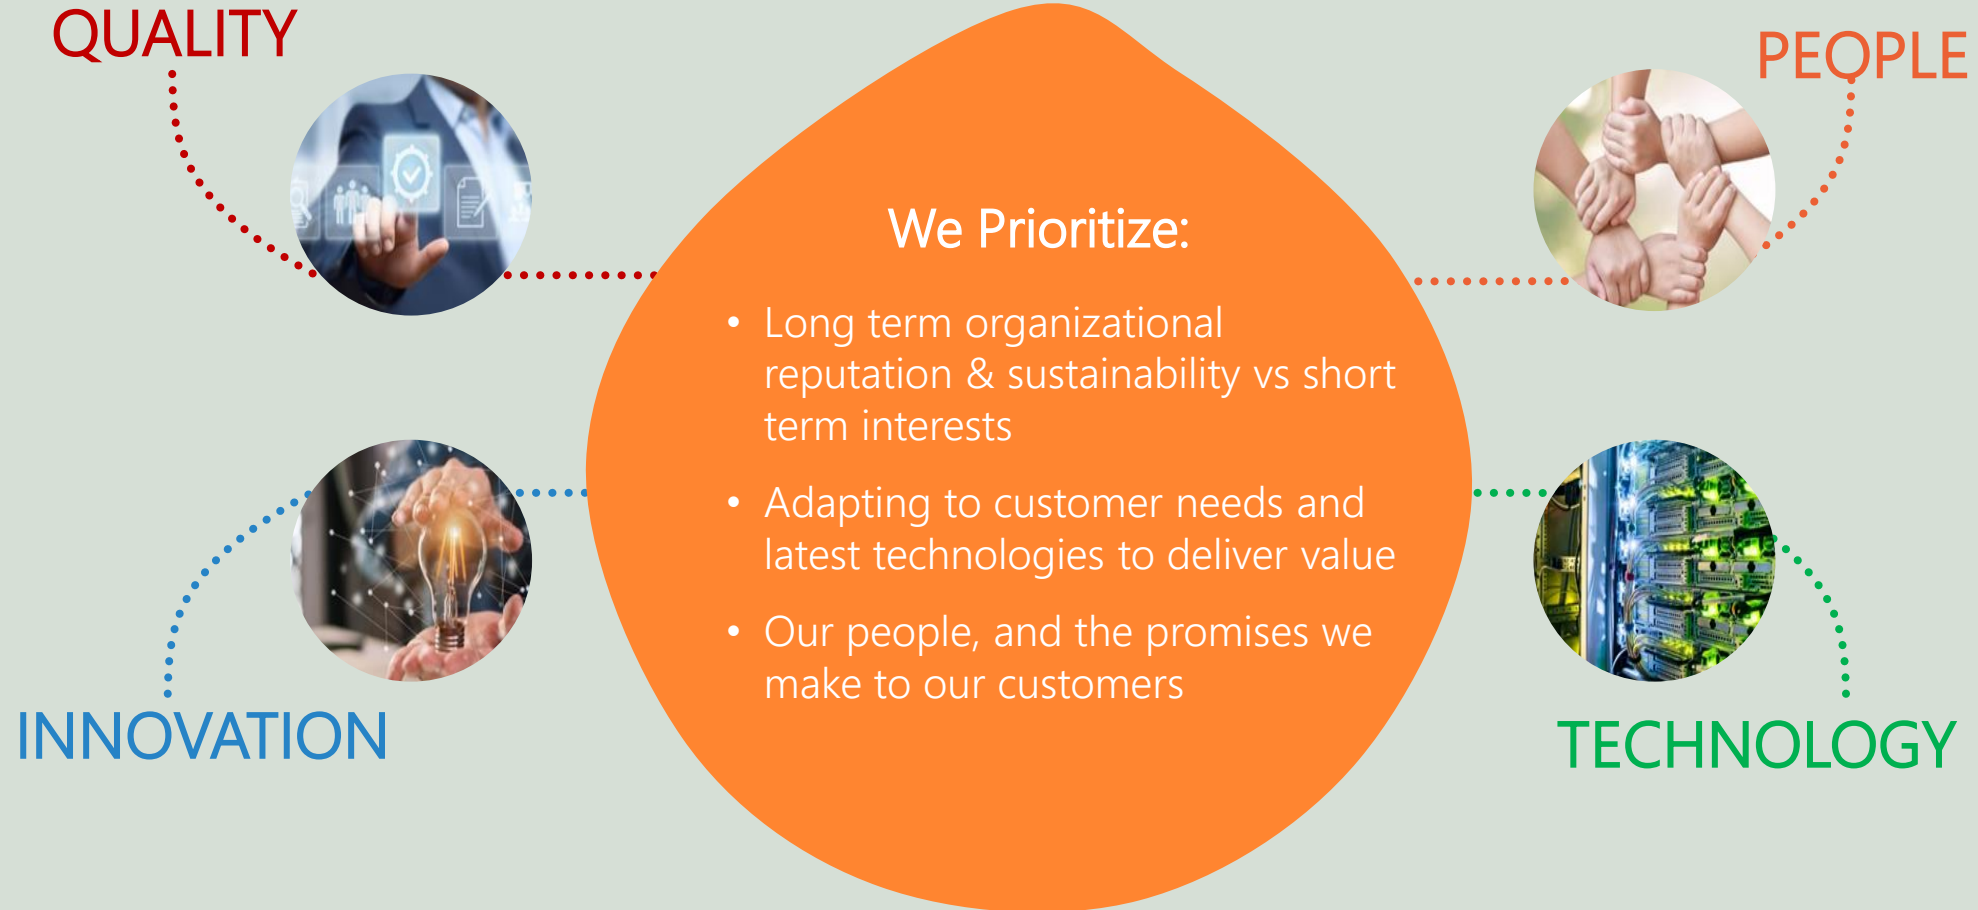 QUALITY
PEOPLE
We Prioritize:
• Long term organizational
reputation & sustainability vs short
term interests
• Adapting to customer needs and
latest technologies to deliver value
• Our people, and the promises we
make to our customers
INNOVATION
TECHNOLOGY